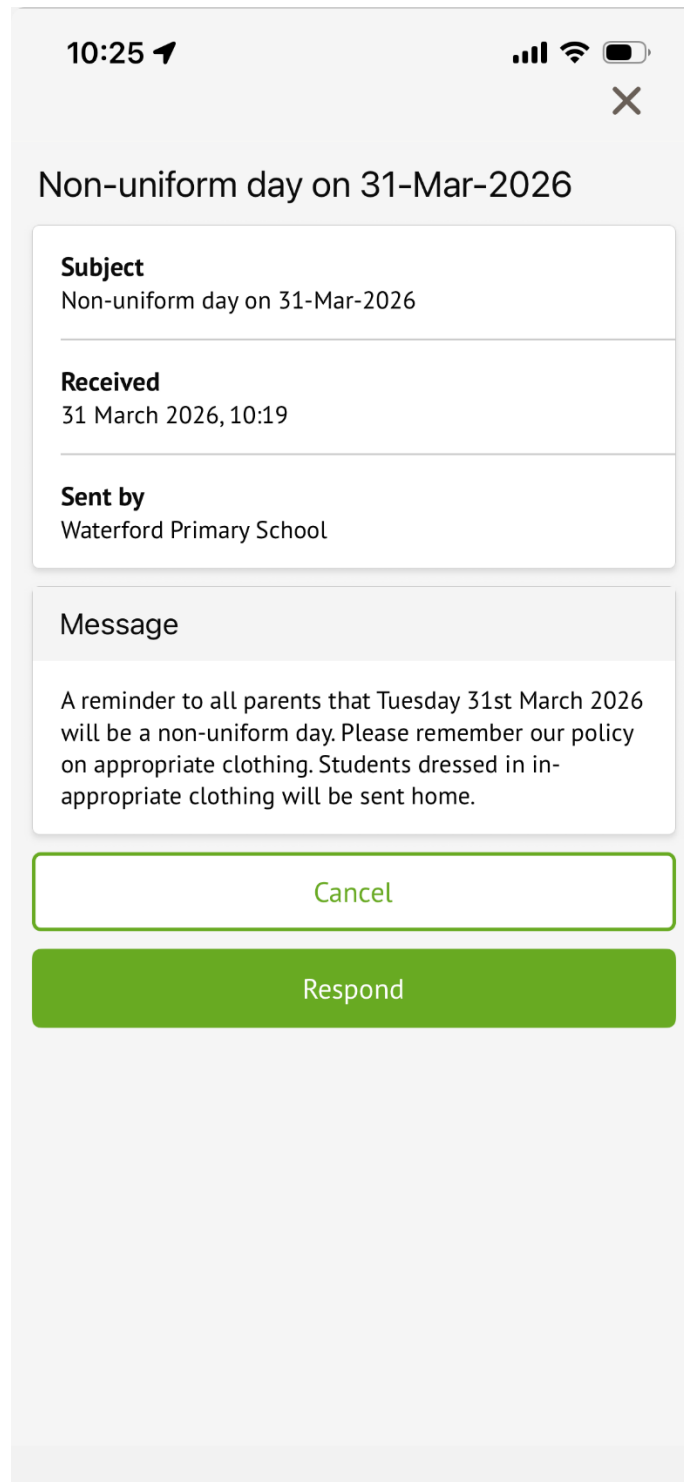 10:25
Non-uniform day on 31-Mar-2026
Subject
Non-uniform day on 31-Mar-2026
Received
31 March 2026, 10:19
Sent by
Waterford Primary School
Message
A reminder to all parents that Tuesday 31st March 2026
will be a non-uniform day. Please remember our policy
on appropriate clothing. Students dressed in in-
appropriate clothing will be sent home.
Cancel
Respond